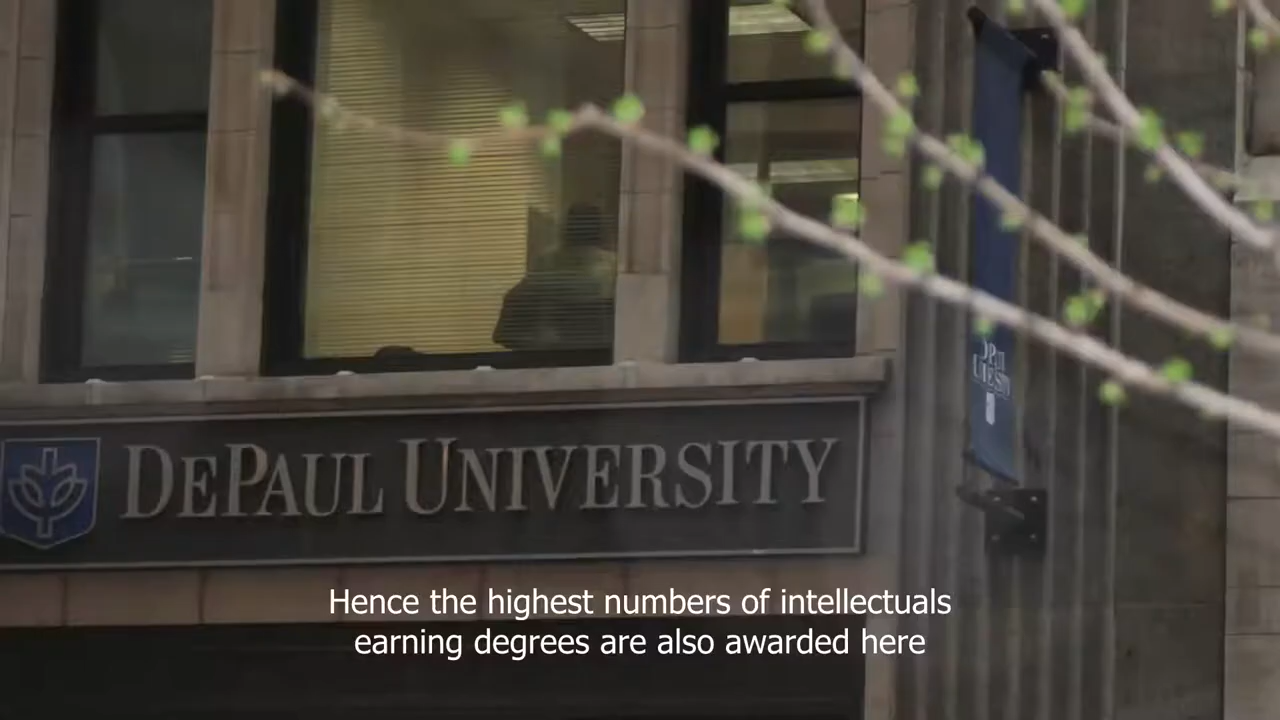 DEPAUL UNIVERSITY
Hence the highest numbers of intellectuals
earning degrees are also awarded here